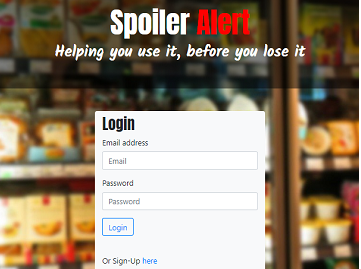 Spoiler Alert
Helping you use it, before you lose it
Login
Email address
Email
Password
Password
Login
Or Sign-Up here